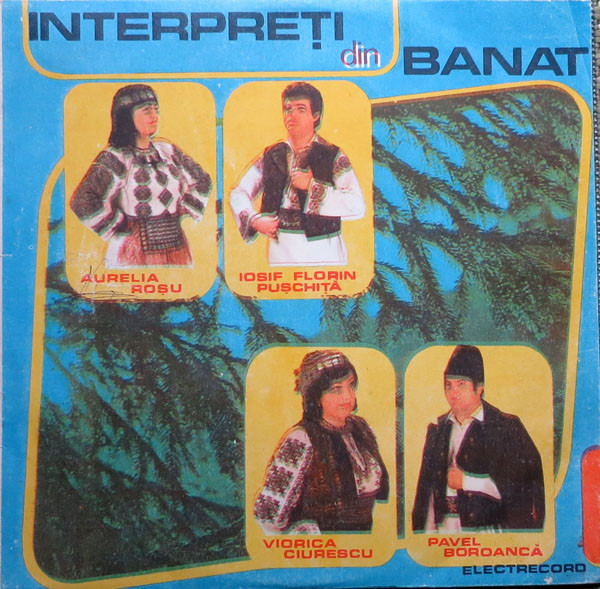 INTERPREȚI
din BANAT
AURELIA
ROȘU
IOSIF FLORIN
PUȘCHIȚĂ
VIORICA
CIURESCU
PAVEL
BOROANCĂ
ELECTRECORD